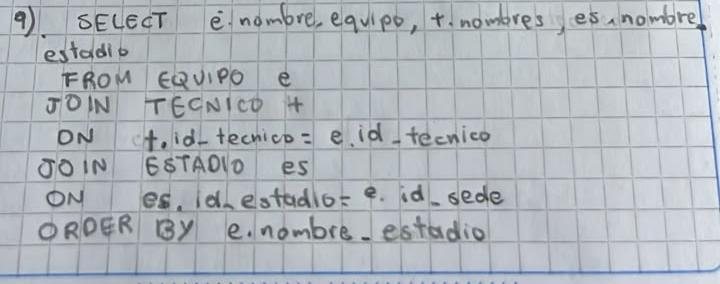 9). SELECT e.nombre_equipo, t.nombres, es.nombre_
estadio
FROM EQUIPO e
JOIN TECNICO t
ON t.id_tecnico = e.id_tecnico
JOIN ESTADIO es
ON es.id_estadio = e.id_sede
ORDER BY e.nombre_estadio